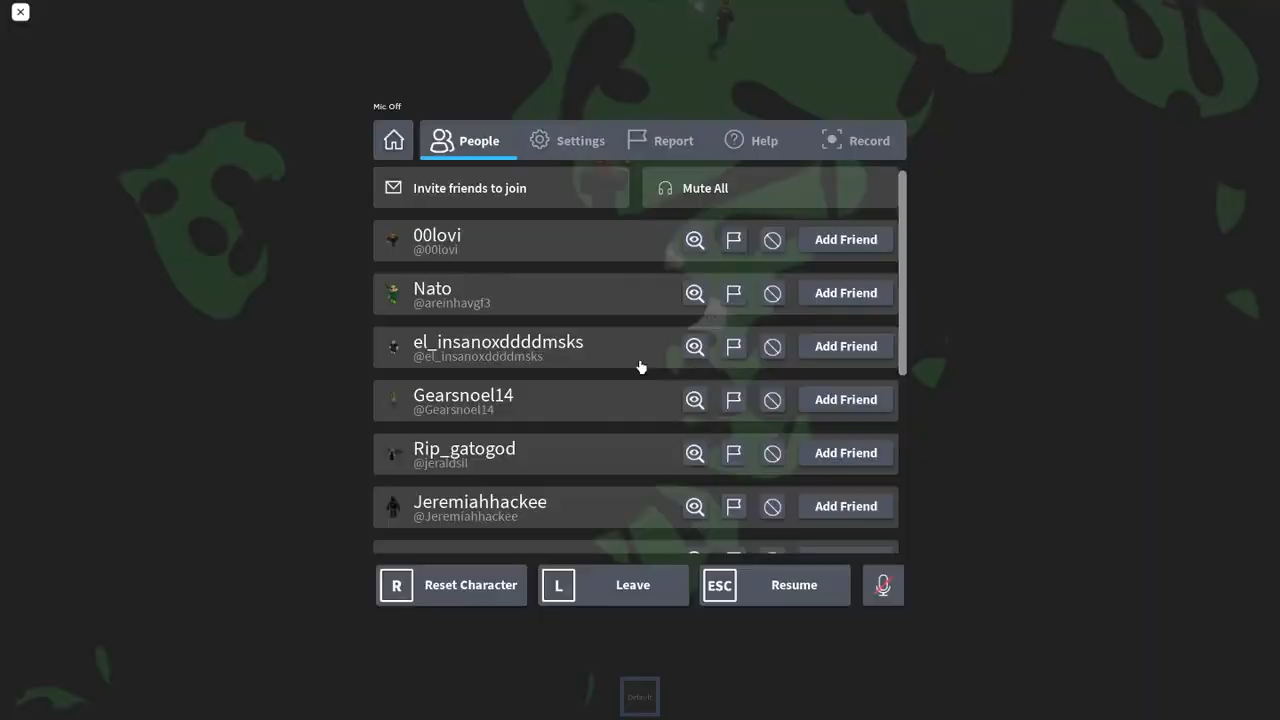 Mic Off
People Settings Report Help Record
Invite friends to join Mute All
00lovi Add Friend
@00lovi
Nato Add Friend
@areinhavgf3
el_insanoxddddmsks Add Friend
@el_insanoxddddmsks
Gearsnoel14 Add Friend
@Gearsnoel14
Rip_gatogod Add Friend
Jeremiahhackee Add Friend
@Jeremiahhackee
R Reset Character L Leave ESC Resume
Default